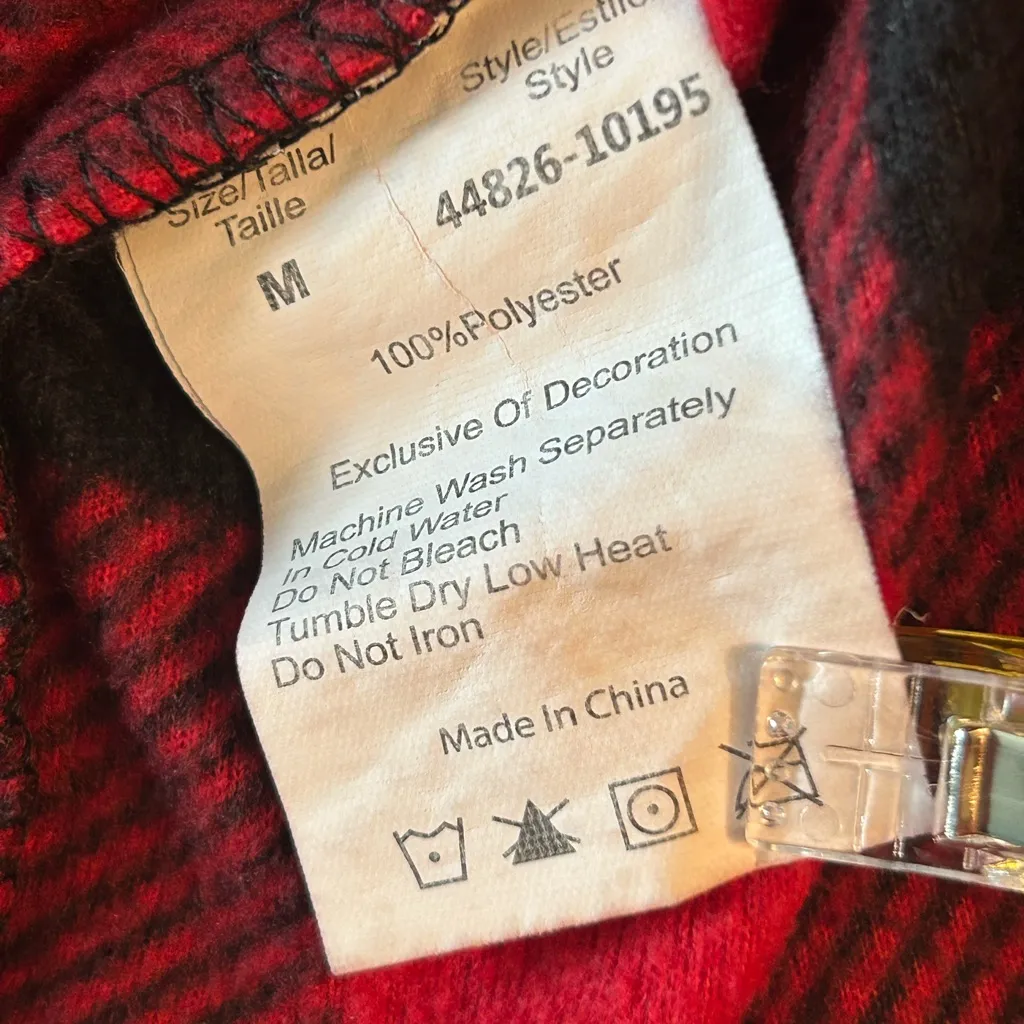 Size/Talla/
Taille
M
Style/Estilo
Style
44826-10195
100%Polyester
Exclusive Of Decoration
Machine Wash Separately
In Cold Water
Do Not Bleach
Tumble Dry Low Heat
Do Not Iron
Made In China